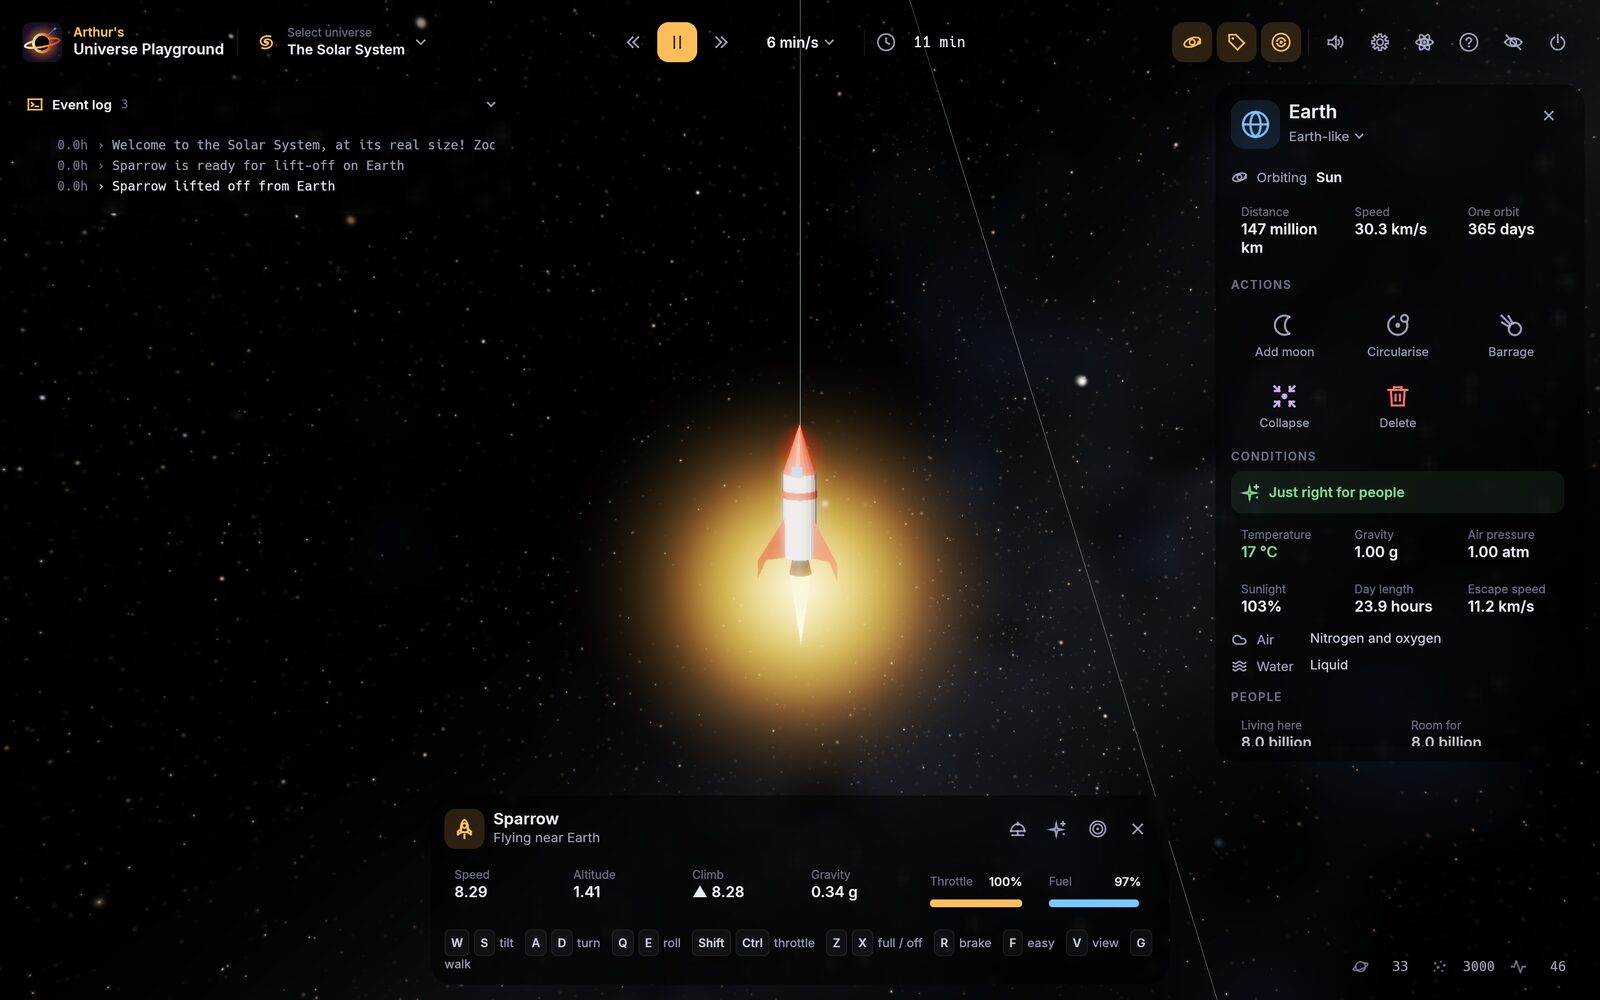 Arthur's
Universe Playground
Select universe
The Solar System
6 min/s
11 min
Event log 3
0.0h › Welcome to the Solar System, at its real size! Zoo
0.0h › Sparrow is ready for lift-off on Earth
0.0h › Sparrow lifted off from Earth
Earth
Earth-like
Orbiting Sun
Distance Speed One orbit
147 million km 30.3 km/s 365 days
ACTIONS
Add moon Circularise Barrage
Collapse Delete
CONDITIONS
Just right for people
Temperature Gravity Air pressure
17 °C 1.00 g 1.00 atm
Sunlight Day length Escape speed
103% 23.9 hours 11.2 km/s
Air Nitrogen and oxygen
Water Liquid
PEOPLE
Living here Room for
8.0 billion 8.0 billion
Sparrow
Flying near Earth
Speed Altitude Climb Gravity Throttle 100% Fuel 97%
8.29 1.41 ▲ 8.28 0.34 g
W S tilt A D turn Q E roll Shift Ctrl throttle Z X full / off R brake F easy V view G
walk
33 3000 46